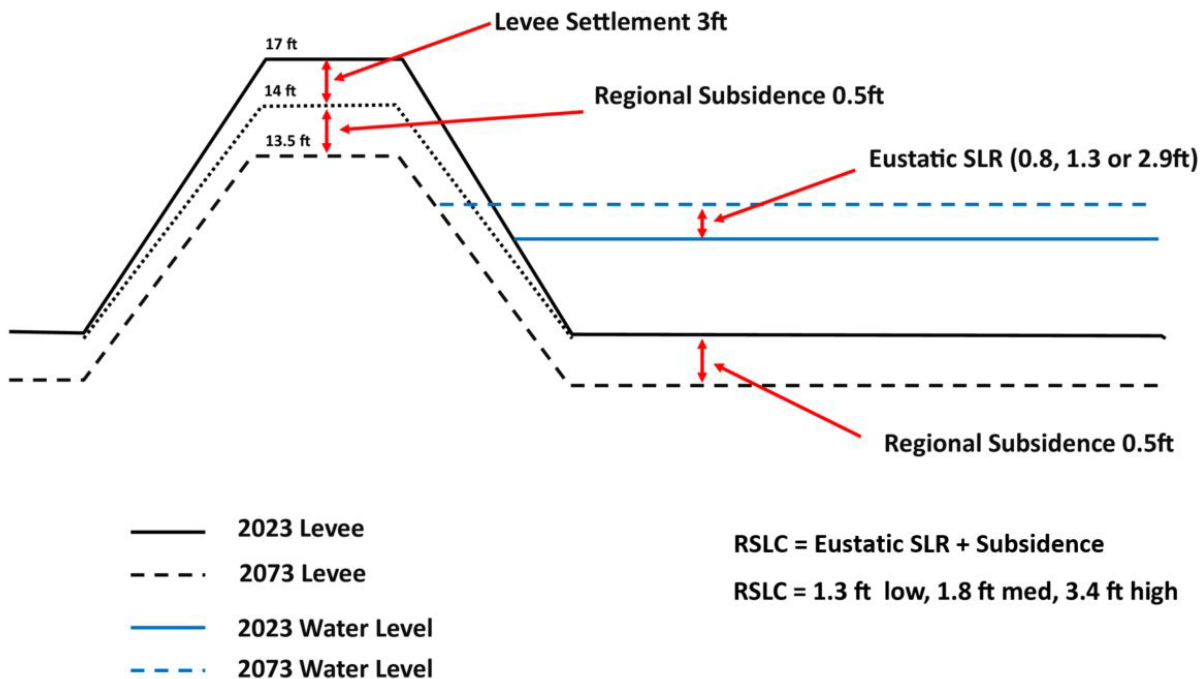 Levee Settlement 3ft
17 ft
14 ft
Regional Subsidence 0.5ft
13.5 ft
Eustatic SLR (0.8, 1.3 or 2.9ft)
Regional Subsidence 0.5ft
2023 Levee
2073 Levee
2023 Water Level
2073 Water Level
RSLC = Eustatic SLR + Subsidence
RSLC = 1.3 ft low, 1.8 ft med, 3.4 ft high